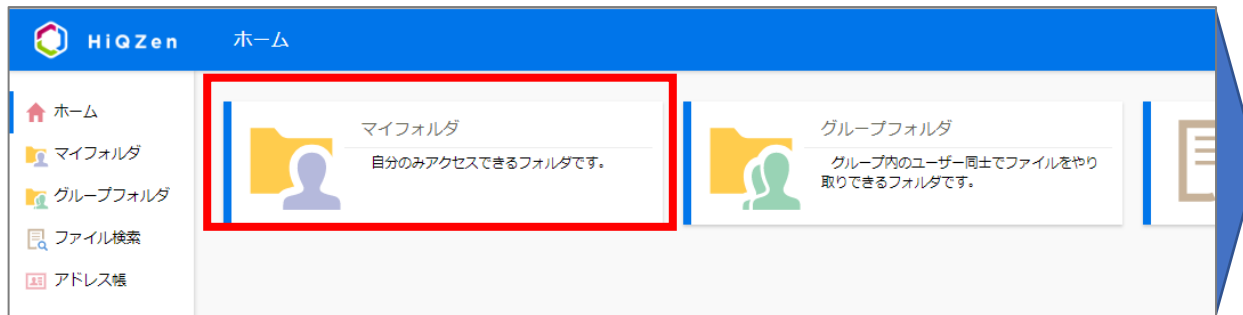 HiQZen
ホーム
ホーム
マイフォルダ
グループフォルダ
ファイル検索
アドレス帳
マイフォルダ
自分のみアクセスできるフォルダです。
グループフォルダ
グループ内のユーザー同士でファイルをやり
取りできるフォルダです。